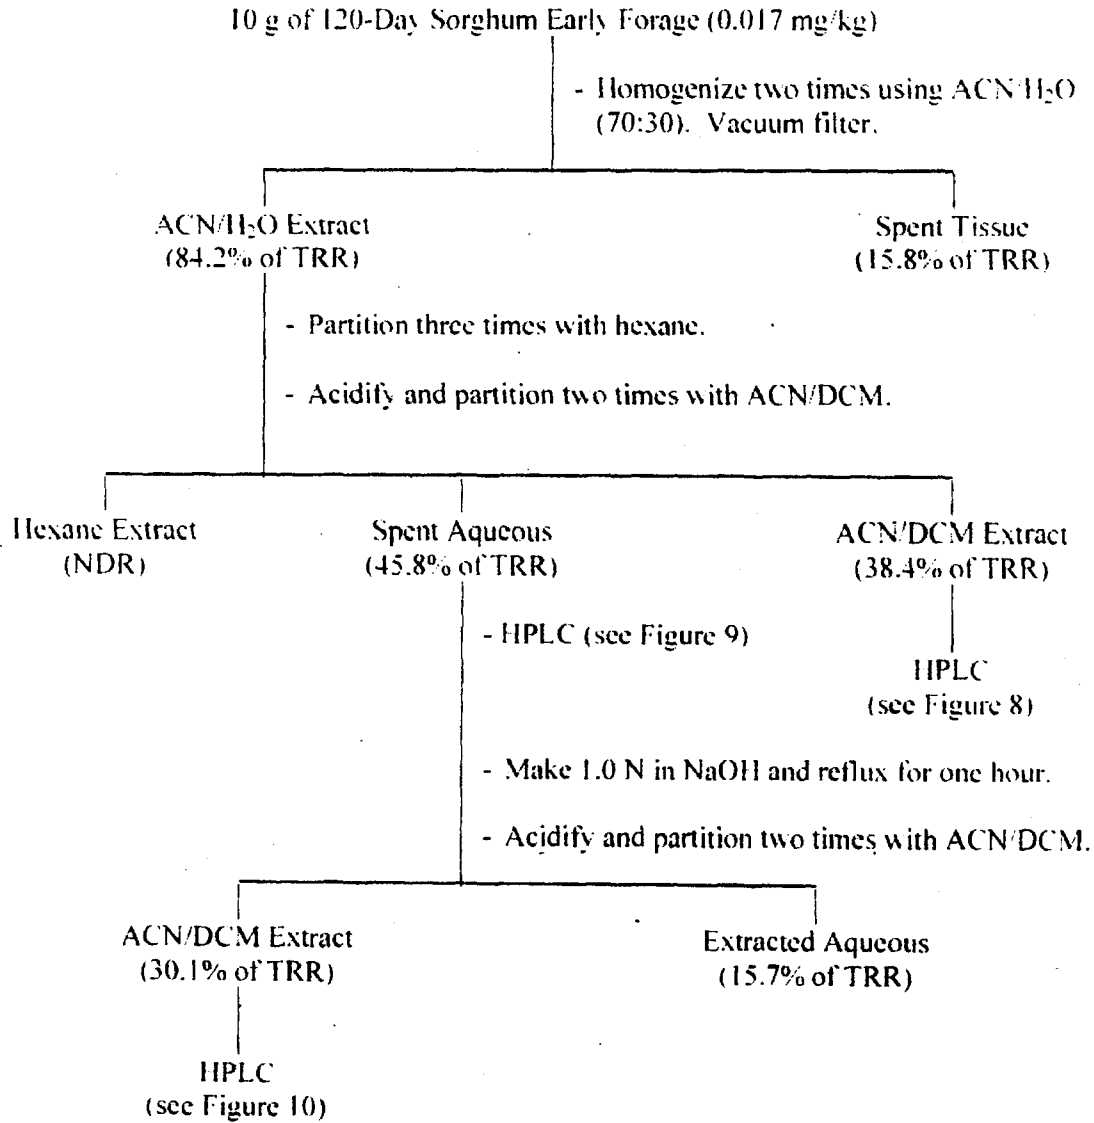 10 g of 120-Day Sorghum Early Forage (0.017 mg/kg)
- Homogenize two times using ACN/H₂O
(70:30). Vacuum filter.
ACN/H₂O Extract
(84.2% of TRR)
Spent Tissue
(15.8% of TRR)
- Partition three times with hexane.
- Acidify and partition two times with ACN/DCM.
Hexane Extract
(NDR)
Spent Aqueous
(45.8% of TRR)
ACN/DCM Extract
(38.4% of TRR)
- HPLC (see Figure 9)
HPLC
(see Figure 8)
- Make 1.0 N in NaOH and reflux for one hour.
- Acidify and partition two times with ACN/DCM.
ACN/DCM Extract
(30.1% of TRR)
Extracted Aqueous
(15.7% of TRR)
HPLC
(see Figure 10)